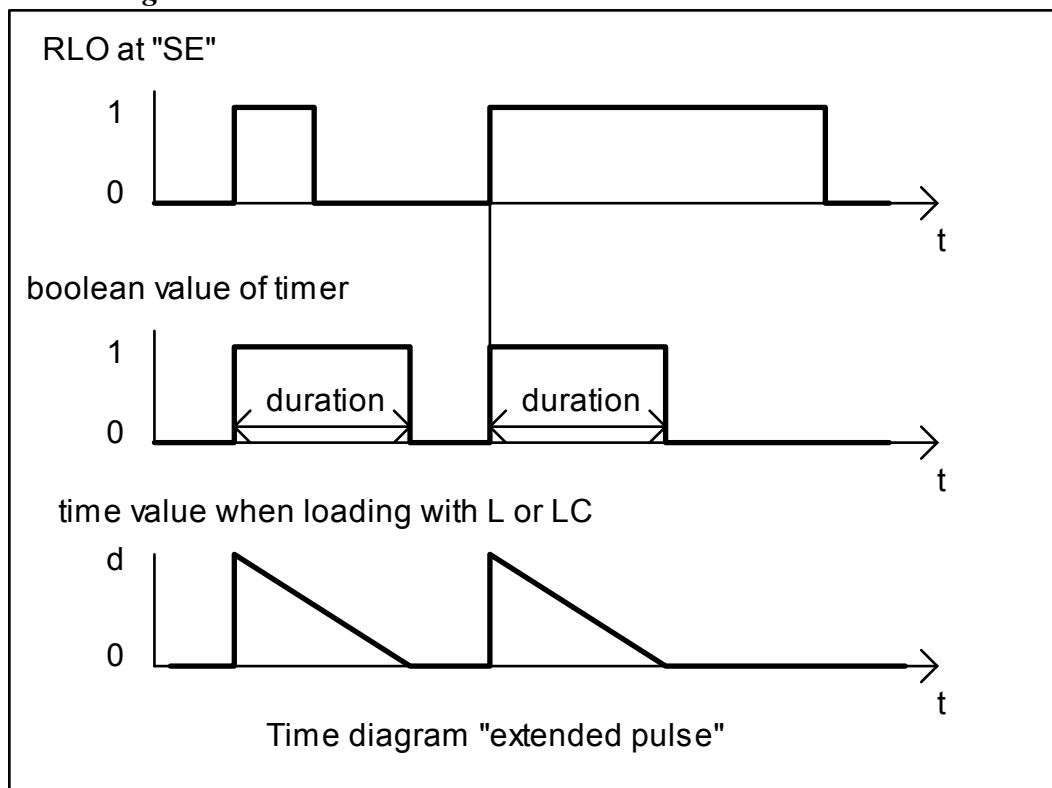 RLO at "SE"
1
0
t
boolean value of timer
1
duration duration
0
t
time value when loading with L or LC
d
0
t
Time diagram "extended pulse"